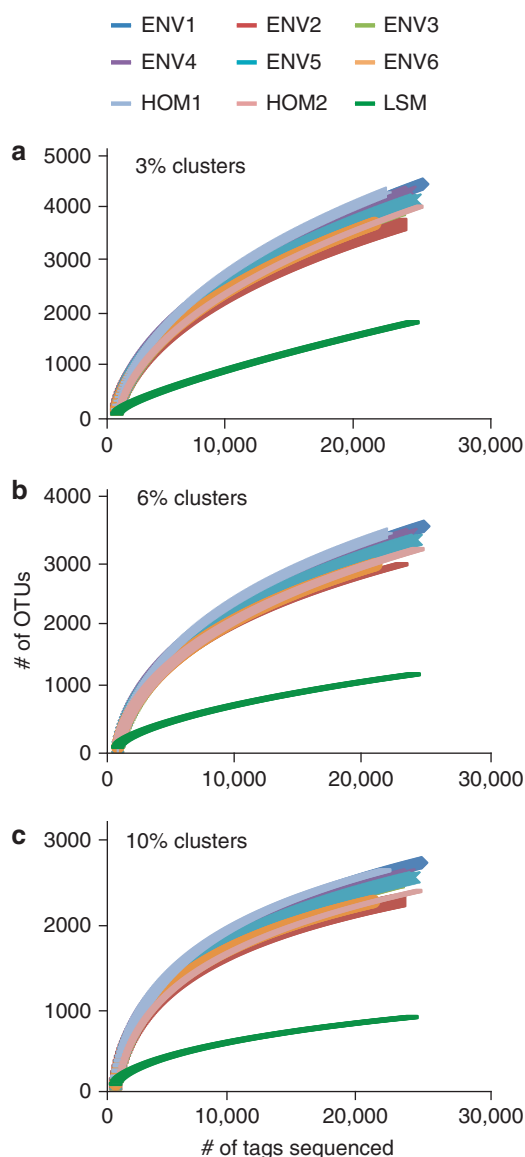 ENV1 ENV2 ENV3
ENV4 ENV5 ENV6
HOM1 HOM2 LSM
a
3% clusters
5000
4000
3000
2000
1000
0
0 10,000 20,000 30,000
b
6% clusters
4000
3000
2000
1000
0
0 10,000 20,000 30,000
# of OTUs
c
10% clusters
3000
2000
1000
0
0 10,000 20,000 30,000
# of tags sequenced